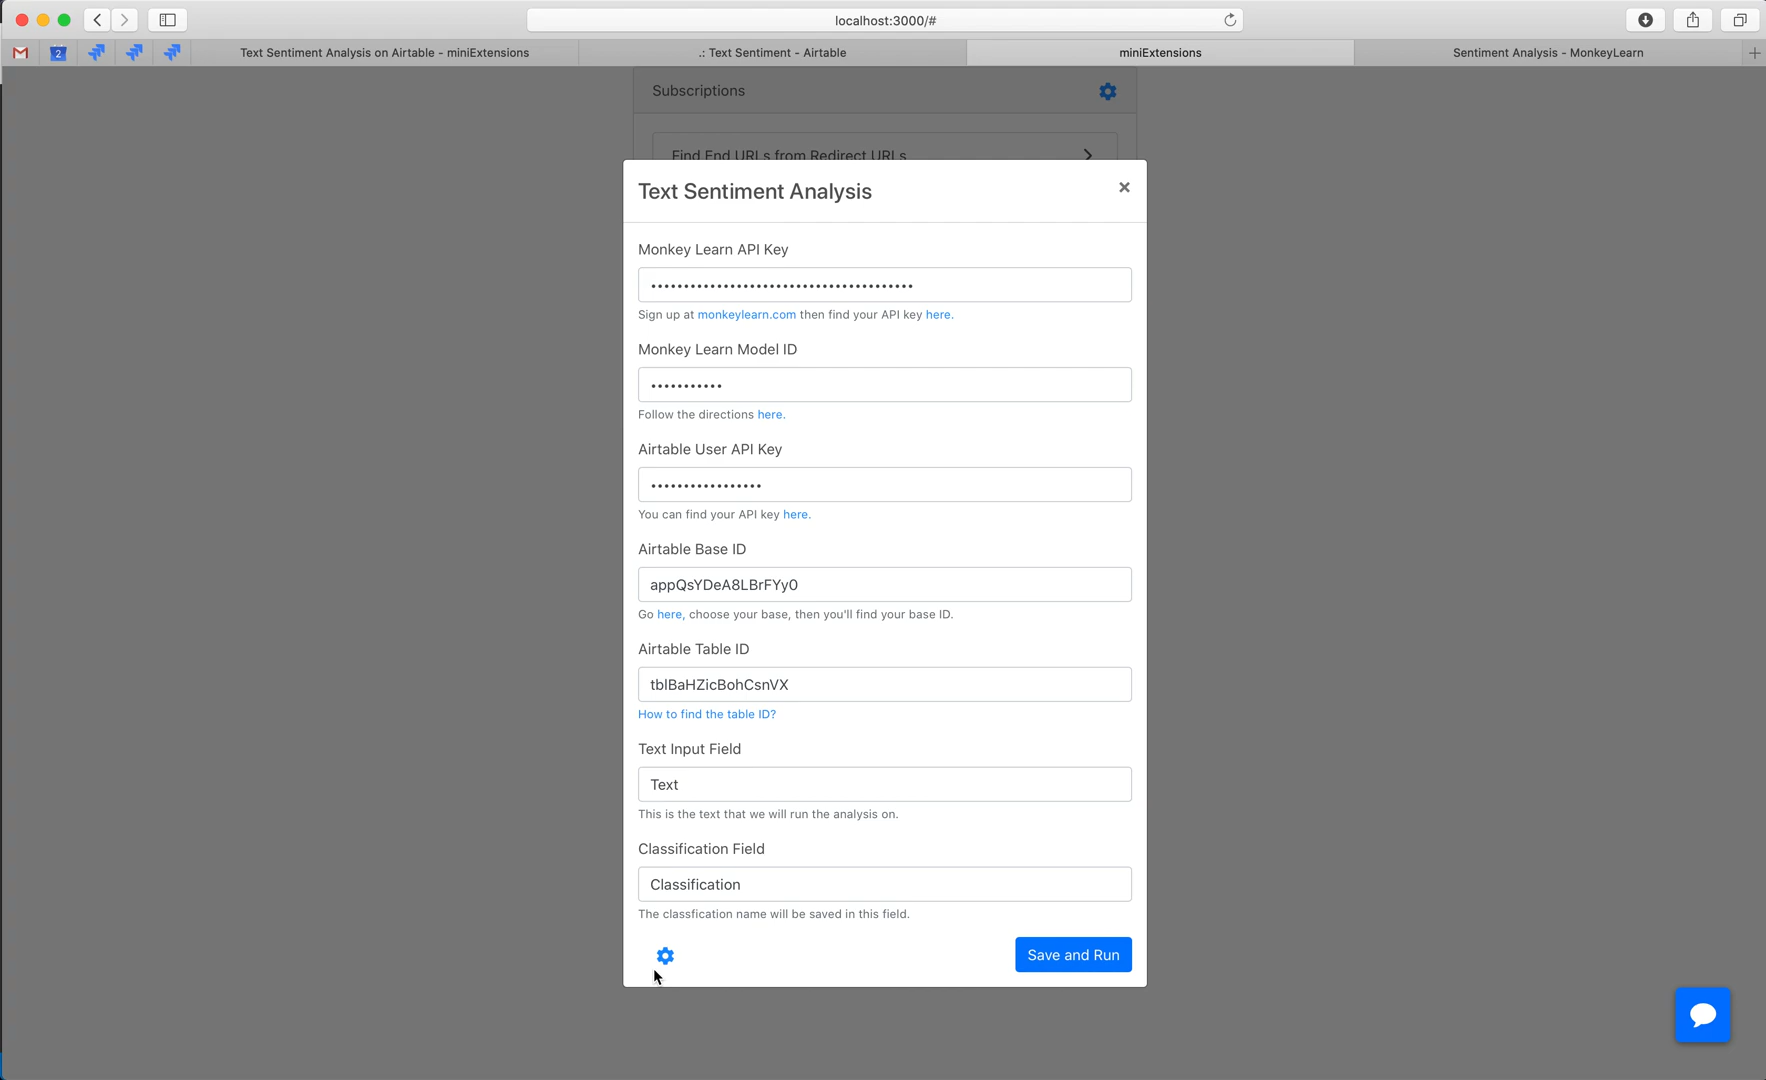 localhost:3000/#
2
Text Sentiment Analysis on Airtable - miniExtensions
.: Text Sentiment - Airtable
miniExtensions
Sentiment Analysis - MonkeyLearn
Subscriptions
Find End URLs from Redirect URLs
Text Sentiment Analysis
Monkey Learn API Key
Sign up at monkeylearn.com then find your API key here.
Monkey Learn Model ID
Follow the directions here.
Airtable User API Key
You can find your API key here.
Airtable Base ID
appQsYDeA8LBrFYy0
Go here, choose your base, then you'll find your base ID.
Airtable Table ID
tblBaHZicBohCsnVX
How to find the table ID?
Text Input Field
Text
This is the text that we will run the analysis on.
Classification Field
Classification
The classfication name will be saved in this field.
Save and Run